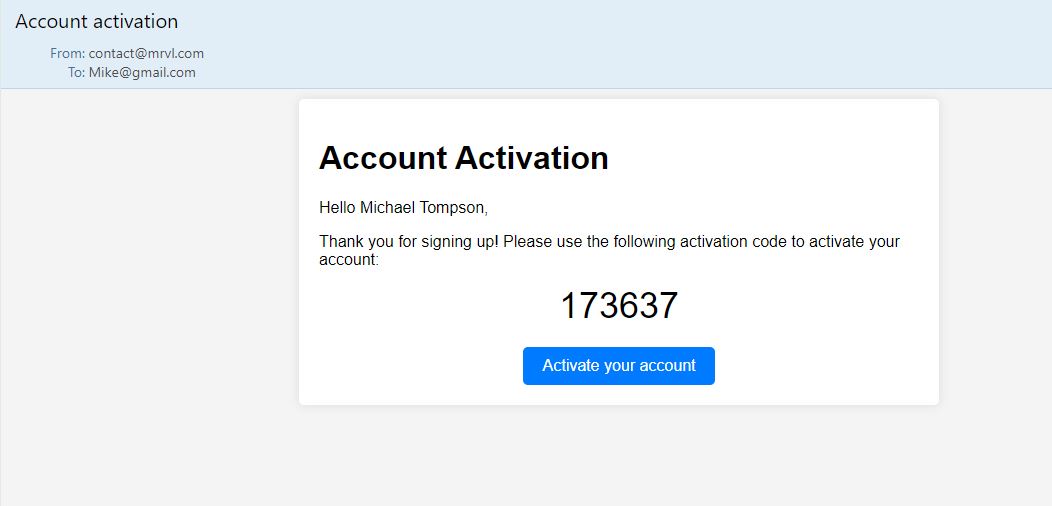 Account activation
From: contact@mrvl.com
To: Mike@gmail.com
Account Activation
Hello Michael Tompson,
Thank you for signing up! Please use the following activation code to activate your
account:
173637
Activate your account